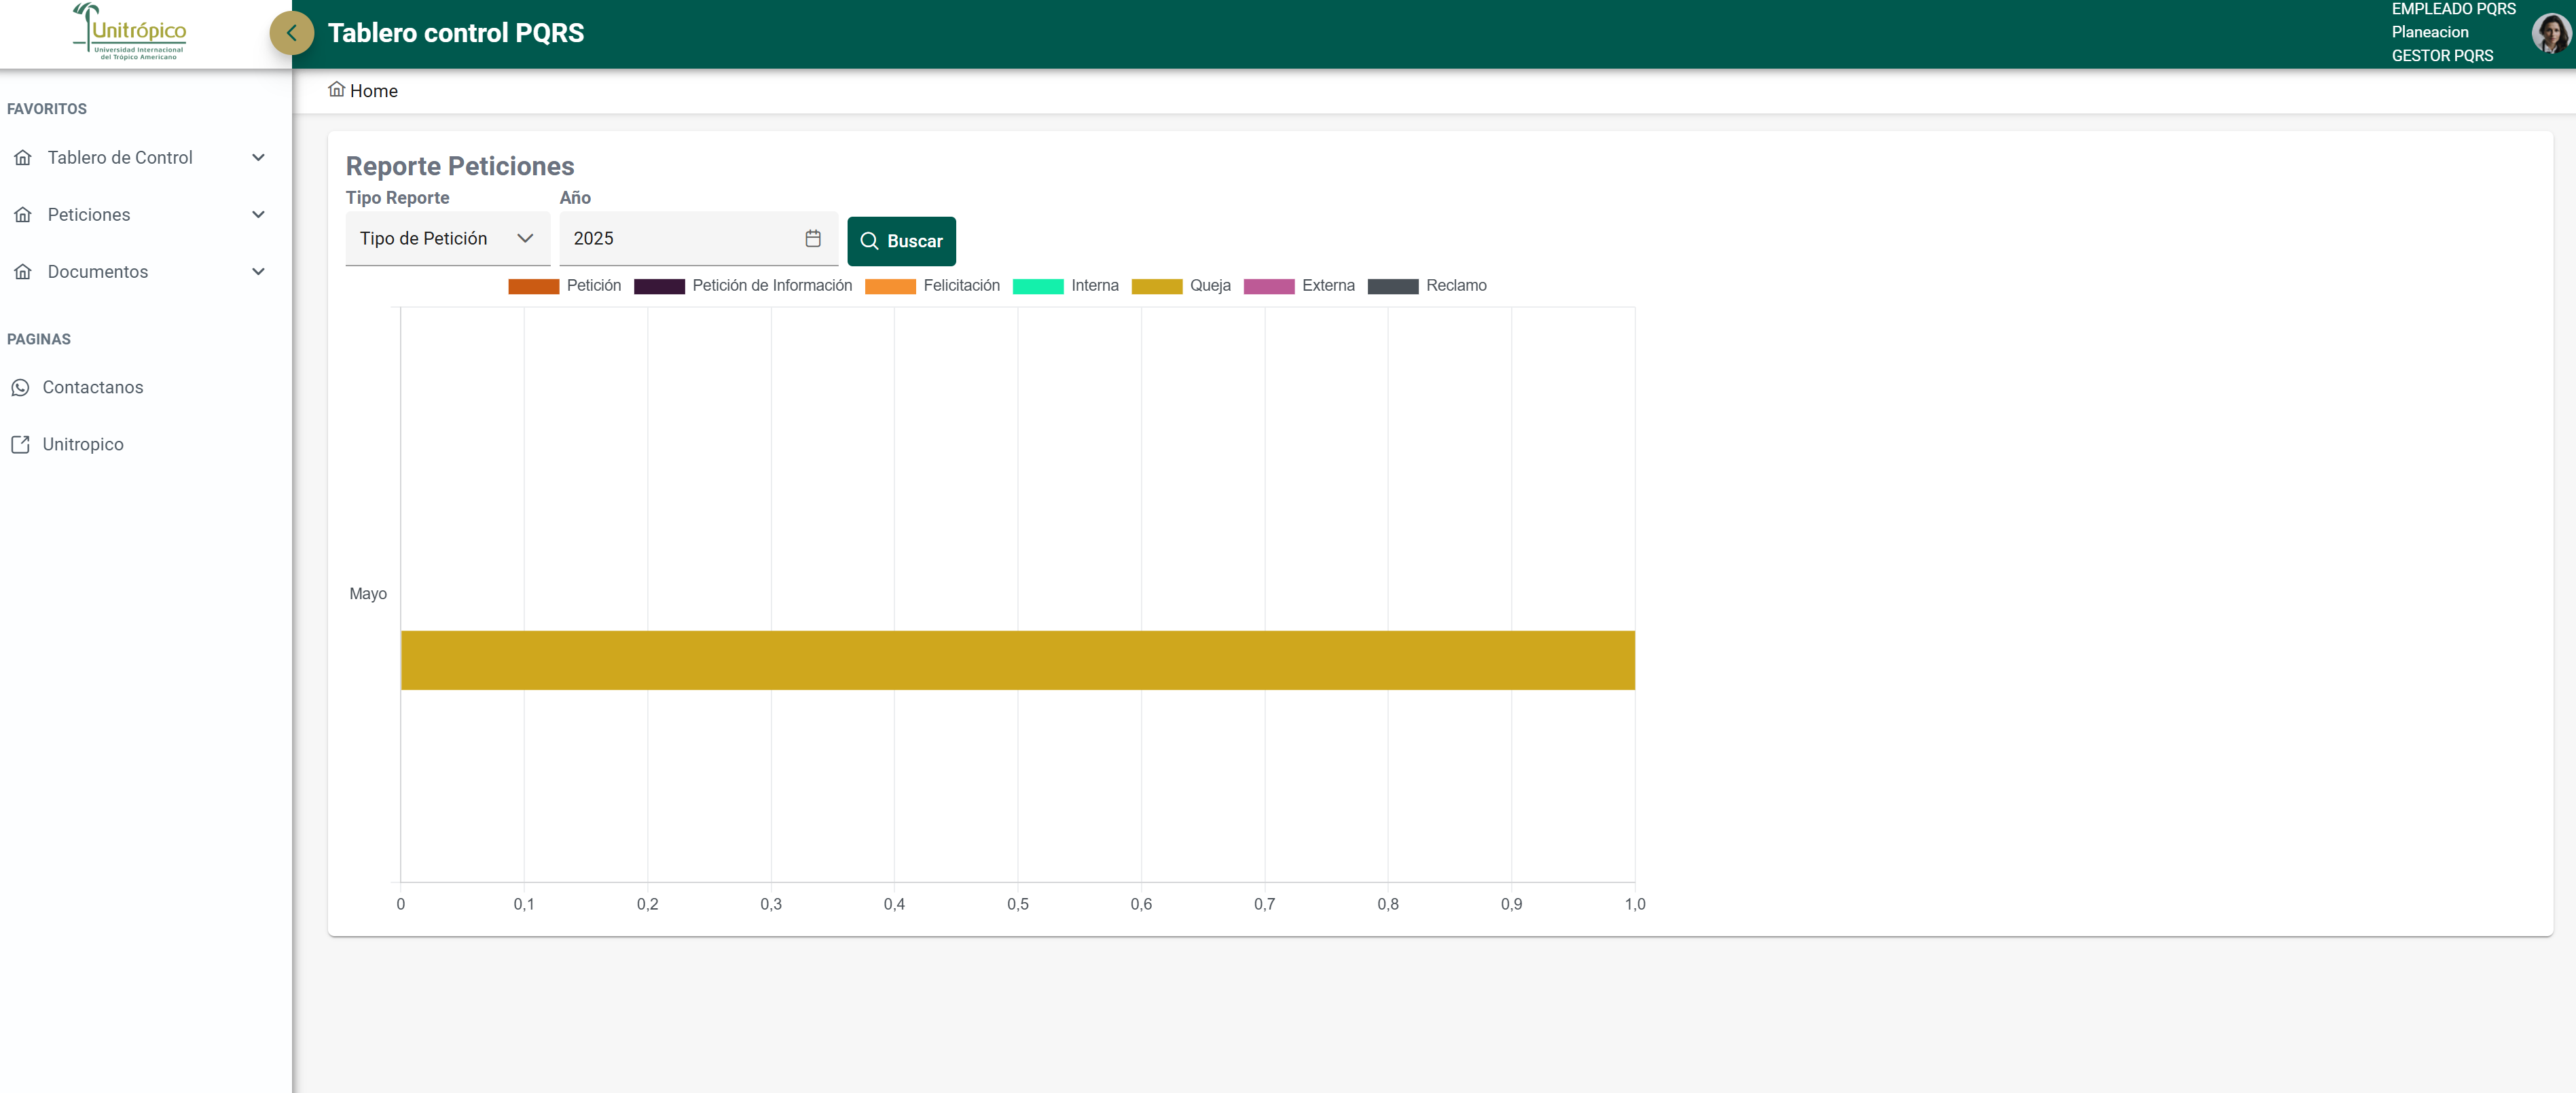 Unitrópico
Universidad Internacional
del Trópico Americano
Tablero control PQRS
EMPLEADO PQRS
Planeacion
GESTOR PQRS
Home
FAVORITOS
Tablero de Control
Peticiones
Documentos
PAGINAS
Contactanos
Unitropico
Reporte Peticiones
Tipo Reporte Año
Tipo de Petición 2025 Buscar
Petición Petición de Información Felicitación Interna Queja Externa Reclamo
Mayo
0 0,1 0,2 0,3 0,4 0,5 0,6 0,7 0,8 0,9 1,0